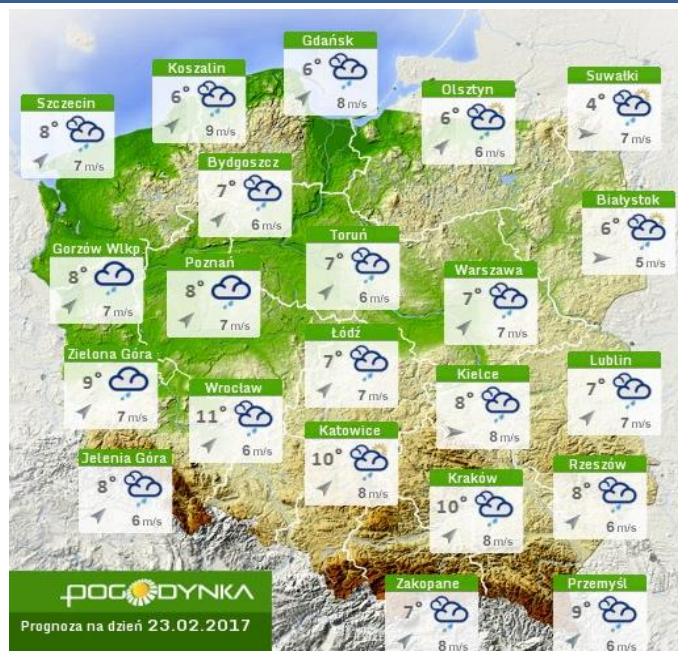 Gdańsk
6°
8 m/s
Koszalin
6°
9 m/s
Suwałki
4°
7 m/s
Olsztyn
6°
6 m/s
Szczecin
8°
7 m/s
Bydgoszcz
7°
6 m/s
Białystok
6°
5 m/s
Toruń
7°
6 m/s
Gorzów Wlkp
8°
7 m/s
Poznań
8°
7 m/s
Warszawa
7°
7 m/s
Łódź
7°
7 m/s
Zielona Góra
9°
7 m/s
Lublin
7°
7 m/s
Kielce
8°
8 m/s
Wrocław
11°
6 m/s
Katowice
10°
8 m/s
Jelenia Góra
8°
6 m/s
Rzeszów
8°
6 m/s
Kraków
10°
8 m/s
Zakopane
7°
8 m/s
Przemyśl
9°
6 m/s
POGODYNKA
Prognoza na dzień 23.02.2017